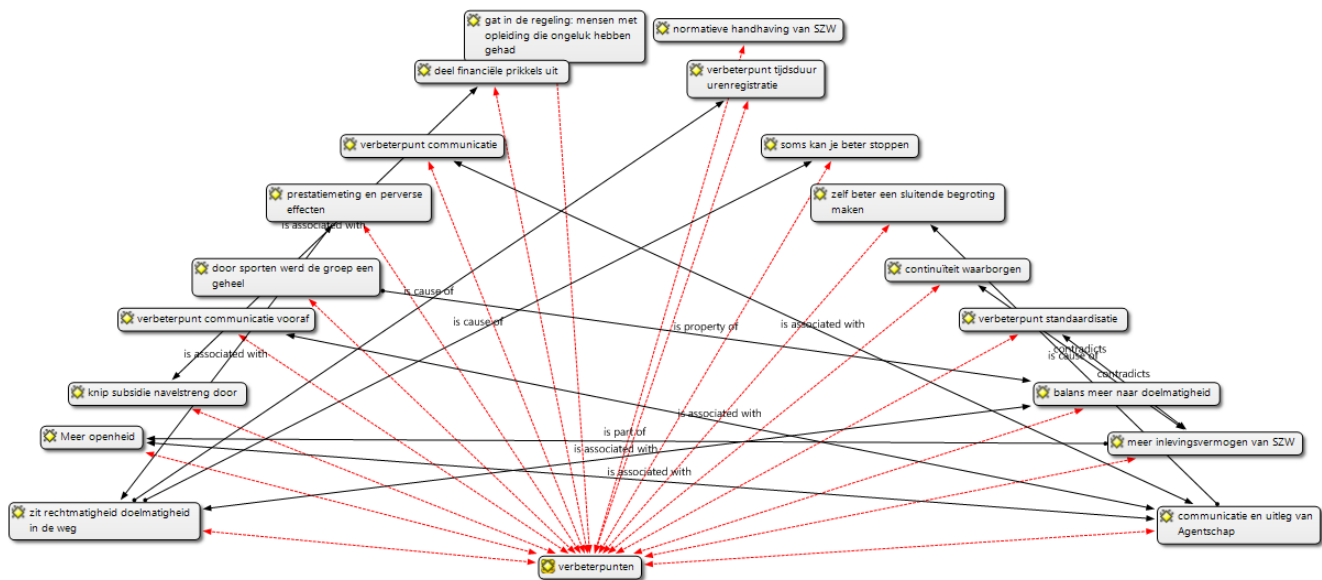 gat in de regeling: mensen met
opleiding die ongeluk hebben
gehad
normatieve handhaving van SZW
deel financiële prikkels uit
verbeterpunt tijdsduur
urenregistratie
verbeterpunt communicatie
soms kan je beter stoppen
prestatiemeting en perverse
effecten
zelf beter een sluitende begroting
maken
is associated with
door sporten werd de groep een
geheel
continuïteit waarborgen
is cause of
verbeterpunt communicatie vooraf
is cause of
is property of
is associated with
verbeterpunt standaardisatie
is associated with
contradicts
is cause of
contradicts
knip subsidie navelstreng door
balans meer naar doelmatigheid
is associated with
Meer openheid
is part of
meer inlevingsvermogen van SZW
is associated with
is associated with
zit rechtmatigheid doelmatigheid
in de weg
communicatie en uitleg van
Agentschap
verbeterpunten